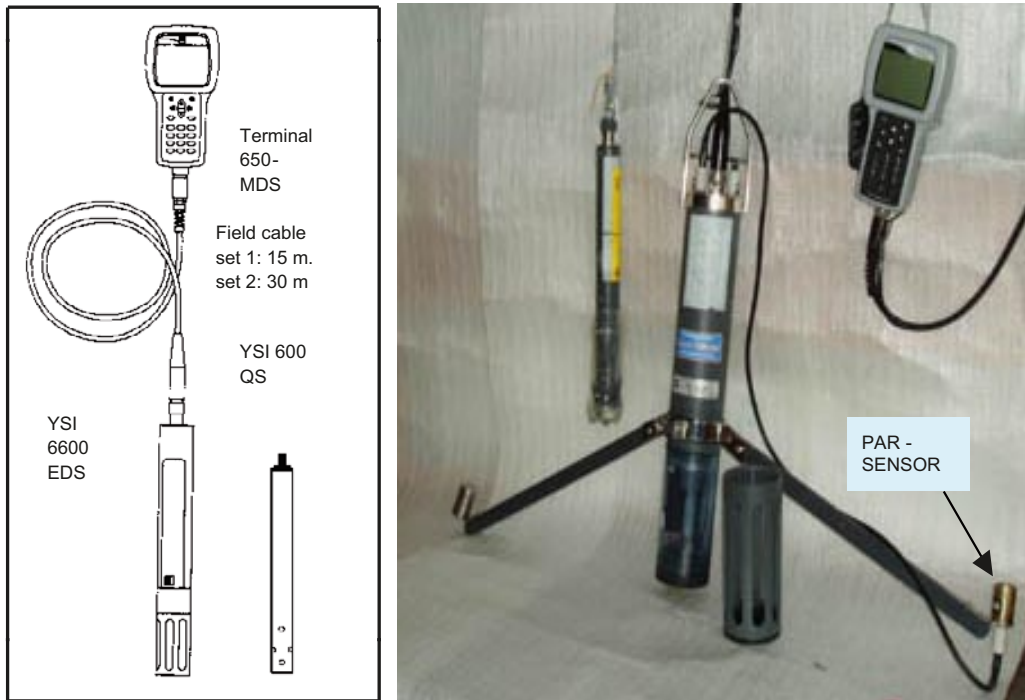 Terminal
650-
MDS
Field cable
set 1: 15 m.
set 2: 30 m
YSI 600
QS
YSI
6600
EDS
PAR -
SENSOR